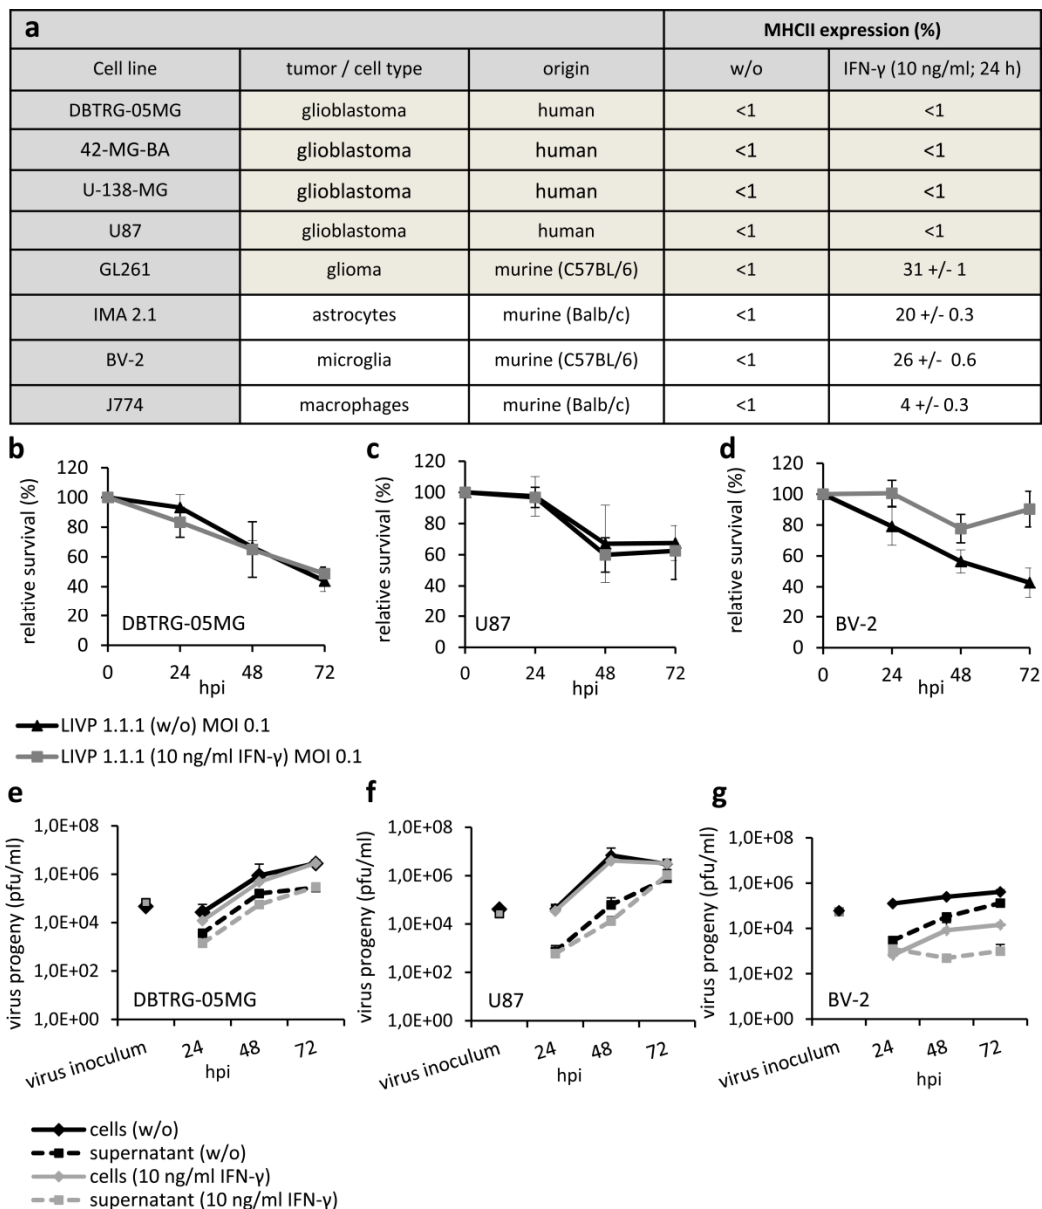 a MHCII expression (%)
Cell line tumor / cell type origin w/o IFN-γ (10 ng/ml; 24 h)
DBTRG-05MG glioblastoma human <1 <1
42-MG-BA glioblastoma human <1 <1
U-138-MG glioblastoma human <1 <1
U87 glioblastoma human <1 <1
GL261 glioma murine (C57BL/6) <1 31 +/- 1
IMA 2.1 astrocytes murine (Balb/c) <1 20 +/- 0.3
BV-2 microglia murine (C57BL/6) <1 26 +/- 0.6
J774 macrophages murine (Balb/c) <1 4 +/- 0.3
b
relative survival (%)
120
100
80
60
40
20
0
DBTRG-05MG
0 24 48 72
hpi
c
relative survival (%)
120
100
80
60
40
20
0
U87
0 24 48 72
hpi
d
relative survival (%)
120
100
80
60
40
20
0
BV-2
0 24 48 72
hpi
LIVP 1.1.1 (w/o) MOI 0.1
LIVP 1.1.1 (10 ng/ml IFN-γ) MOI 0.1
e
virus progeny (pfu/ml)
1,0E+08
1,0E+06
1,0E+04
1,0E+02
1,0E+00
DBTRG-05MG
virus inoculum 24 48 72
hpi
f
virus progeny (pfu/ml)
1,0E+08
1,0E+06
1,0E+04
1,0E+02
1,0E+00
U87
virus inoculum 24 48 72
hpi
g
virus progeny (pfu/ml)
1,0E+08
1,0E+06
1,0E+04
1,0E+02
1,0E+00
BV-2
virus inoculum 24 48 72
hpi
cells (w/o)
supernatant (w/o)
cells (10 ng/ml IFN-γ)
supernatant (10 ng/ml IFN-γ)